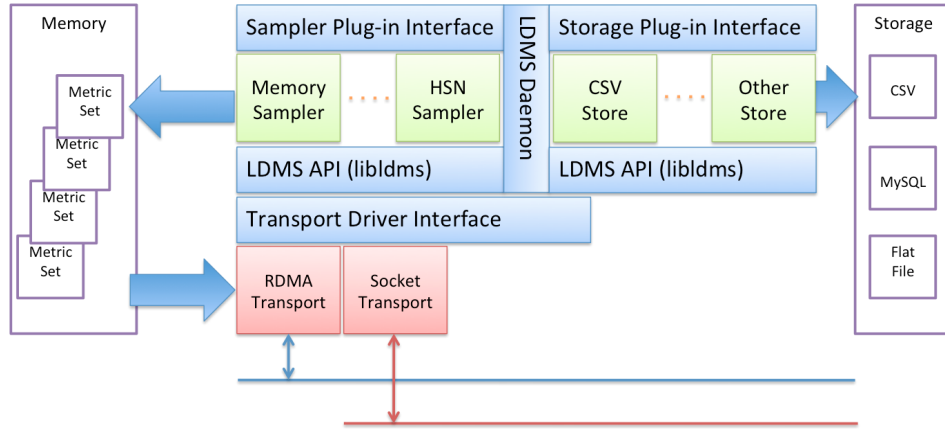 Memory
Metric
Set
Metric
Set
Metric
Set
Metric
Set
Sampler Plug-in Interface
Memory
Sampler
HSN
Sampler
LDMS API (libldms)
LDMS Daemon
Storage Plug-in Interface
CSV
Store
Other
Store
LDMS API (libldms)
Transport Driver Interface
RDMA
Transport
Socket
Transport
Storage
CSV
MySQL
Flat
File